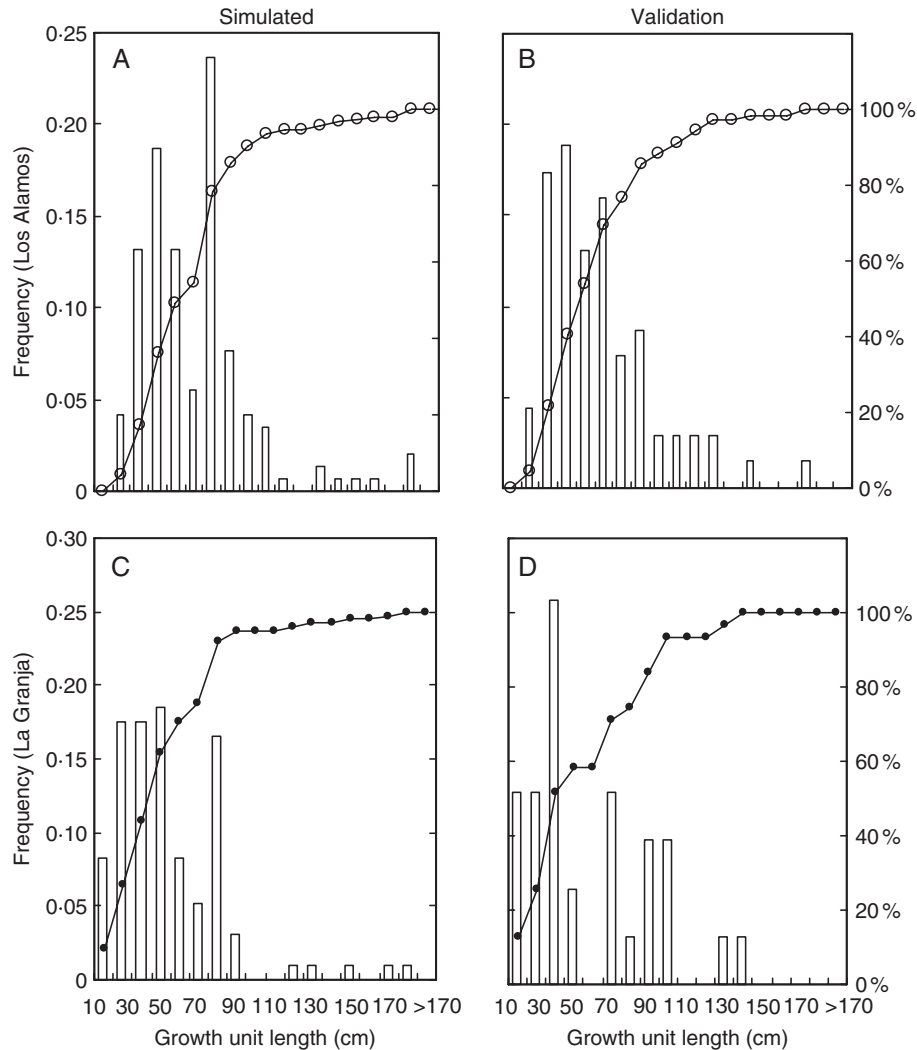 Simulated
Validation
A
B
0·25
0·20
0·15
0·10
0·05
0
Frequency (Los Alamos)
100 %
80 %
60 %
40 %
20 %
0 %
C
D
0·30
0·25
0·20
0·15
0·10
0·05
0
Frequency (La Granja)
100 %
80 %
60 %
40 %
20 %
0 %
10 30 50 70 90 110 130 150 170 >170
10 30 50 70 90 110 130 150 170 >170
Growth unit length (cm)
Growth unit length (cm)